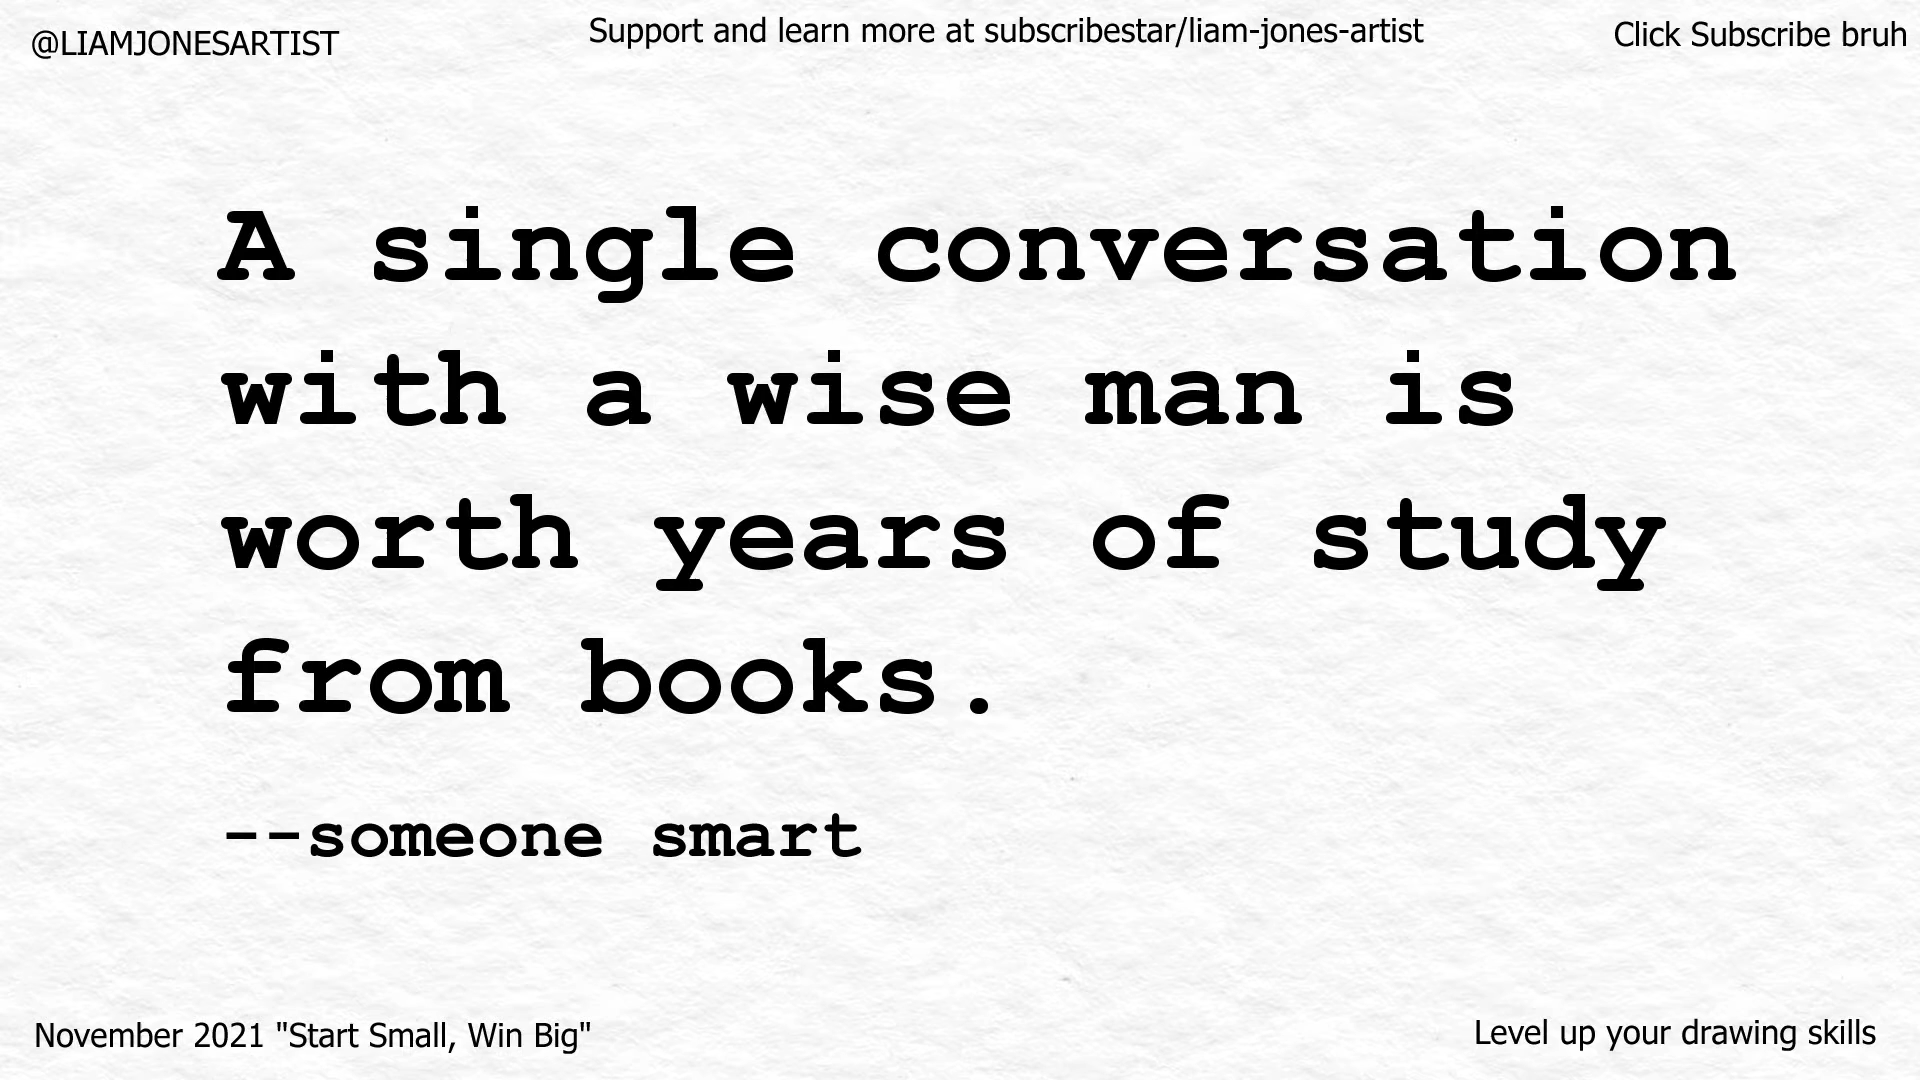 @LIAMJONESARTIST
Support and learn more at subscribestar/liam-jones-artist
Click Subscribe bruh
A single conversation
with a wise man is
worth years of study
from books.
--someone smart
November 2021 "Start Small, Win Big"
Level up your drawing skills